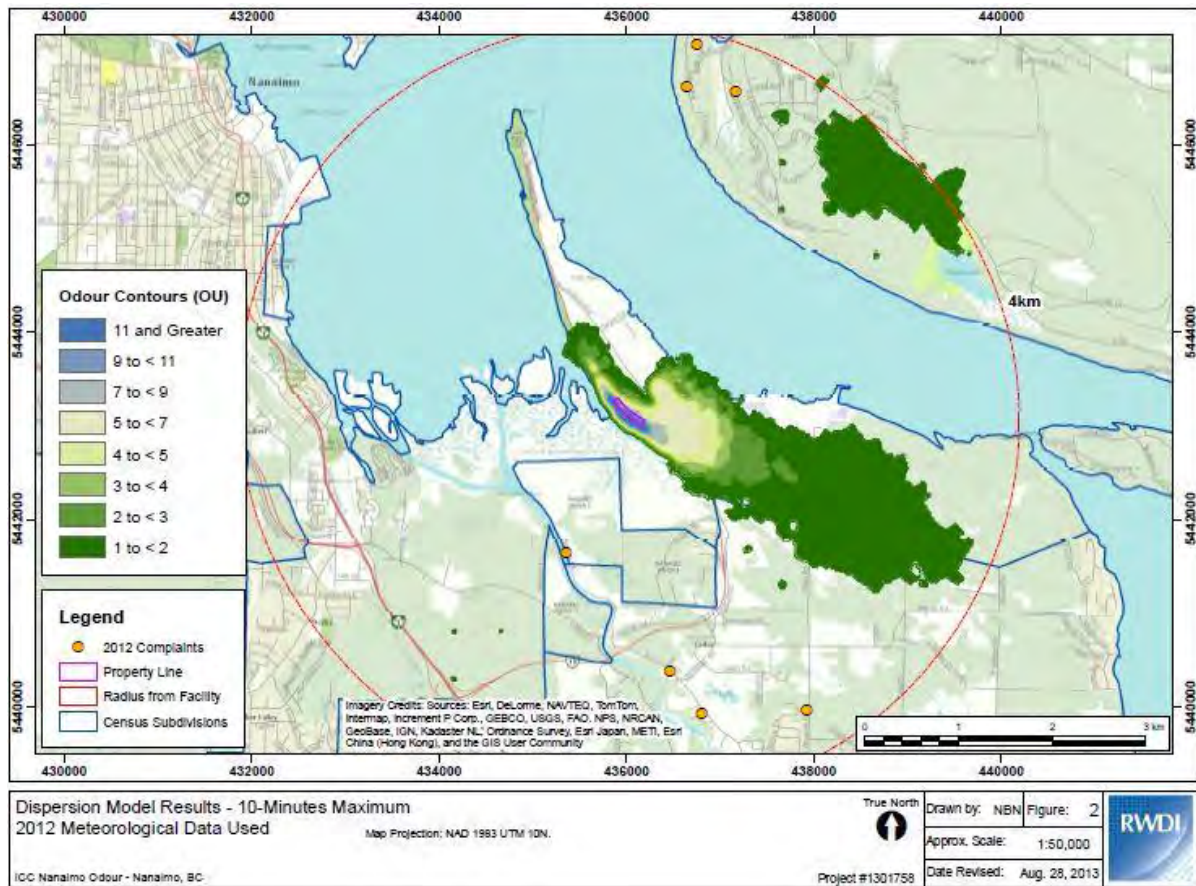 430000 432000 434000 436000 438000 440000
5446000
5444000
5442000
5440000
Nanaimo
4km
Odour Contours (OU)
11 and Greater
9 to < 11
7 to < 9
5 to < 7
4 to < 5
3 to < 4
2 to < 3
1 to < 2
Legend
2012 Complaints
Property Line
Radius from Facility
Census Subdivisions
Imagery Credits: Sources: Esri, DeLorme, NAVTEQ, TomTom,
Intermap, Increment P Corp., GEBCO, USGS, FAO, NPS, NRCAN,
GeoBase, IGN, Kadaster NL, Ordnance Survey, Esri Japan, METI, Esri
China (Hong Kong), and the GIS User Community
0 1 2 3 km
5446000
5444000
5442000
5440000
430000 432000 434000 436000 438000 440000
Dispersion Model Results - 10-Minutes Maximum
2012 Meteorological Data Used
Map Projection: NAD 1983 UTM 10N.
ICC Nanaimo Odour - Nanaimo, BC
True North
Project #1301758
Drawn by: NBN Figure: 2
Approx. Scale: 1:50,000
Date Revised: Aug. 28, 2013
RWDI